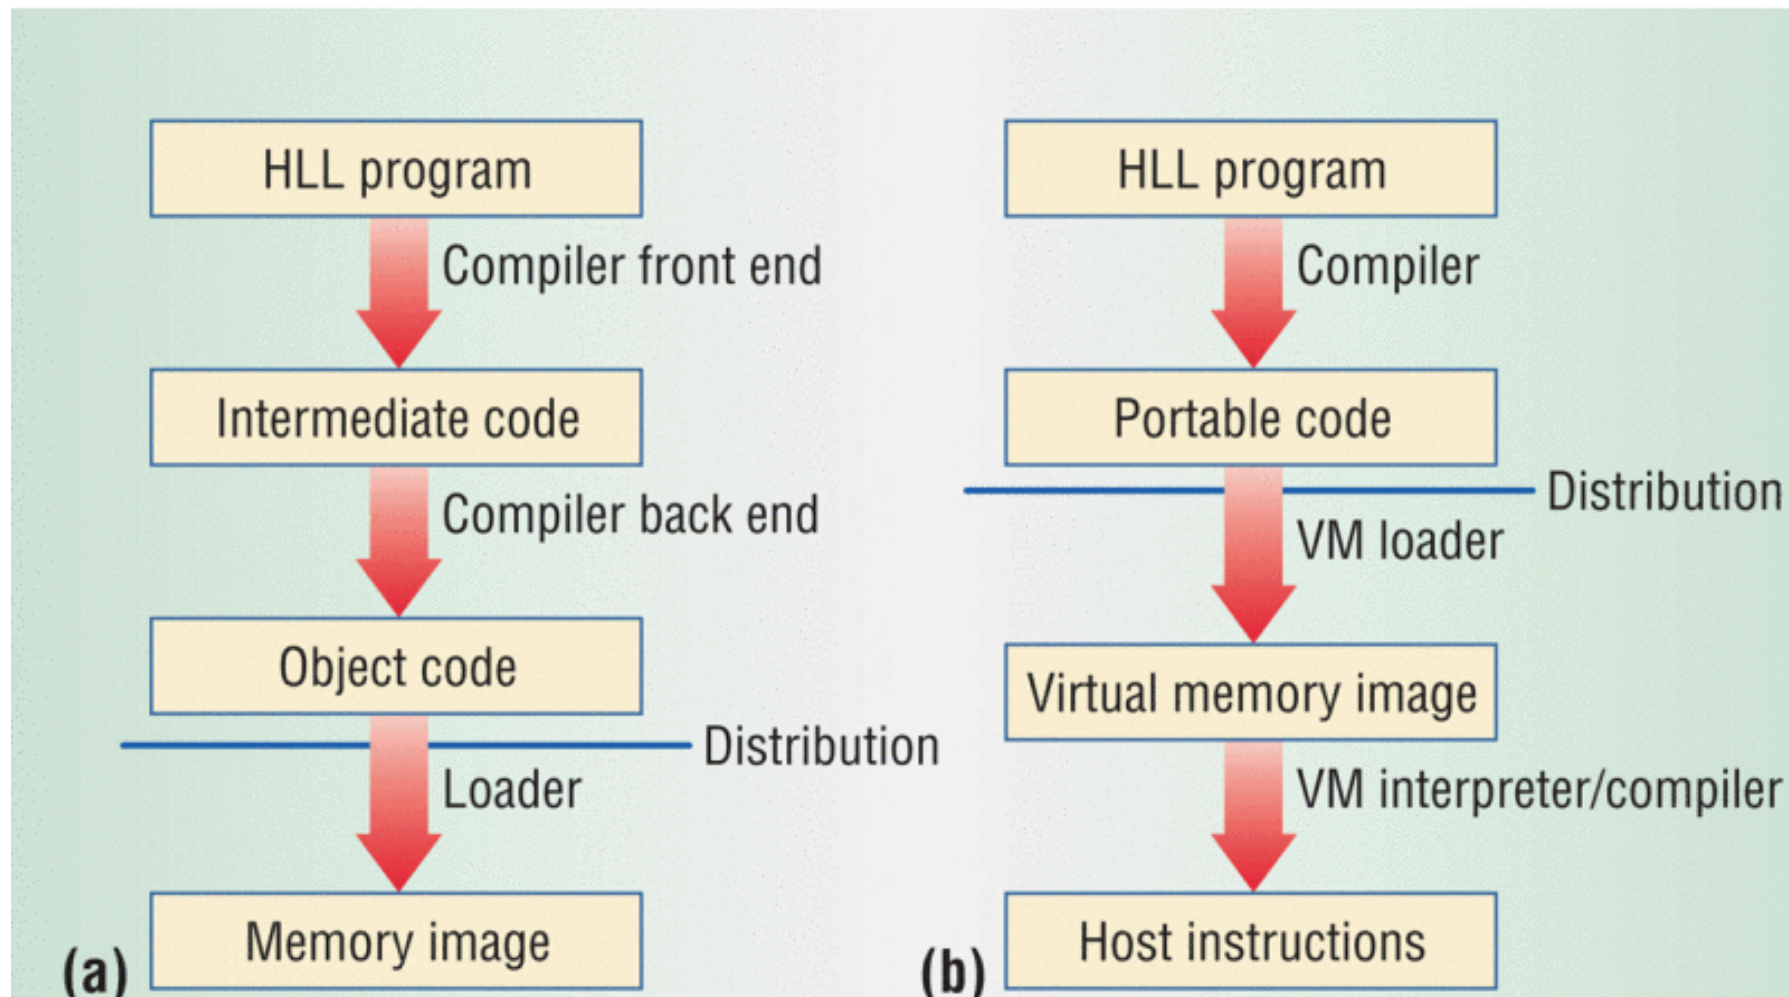 HLL program
Compiler front end
Intermediate code
Compiler back end
Object code
Distribution
Loader
Memory image
(a)
HLL program
Compiler
Portable code
Distribution
VM loader
Virtual memory image
VM interpreter/compiler
Host instructions
(b)